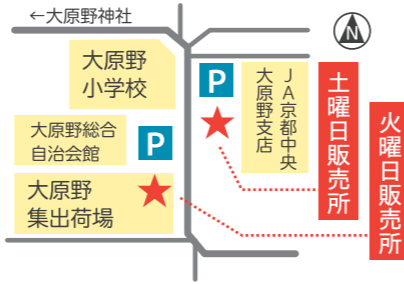 ←大原野神社
N
大原野
小学校
P
JA京都中央
大原野支店
土曜日販売所
火曜日販売所
大原野総合
自治会館
P
大原野
集出荷場